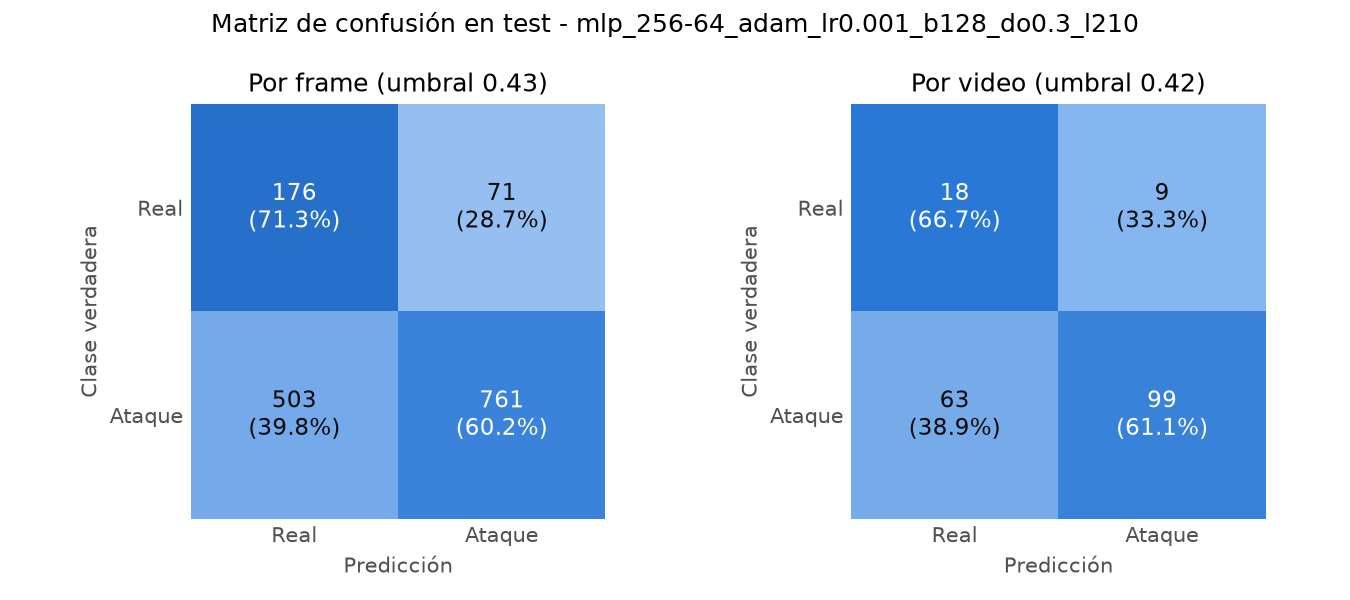 Matriz de confusión en test - mlp_256-64_adam_lr0.001_b128_do0.3_l210
Por frame (umbral 0.43)
Clase verdadera
Real
176
(71.3%)
71
(28.7%)
Ataque
503
(39.8%)
761
(60.2%)
Real
Ataque
Predicción
Por video (umbral 0.42)
Clase verdadera
Real
18
(66.7%)
9
(33.3%)
Ataque
63
(38.9%)
99
(61.1%)
Real
Ataque
Predicción